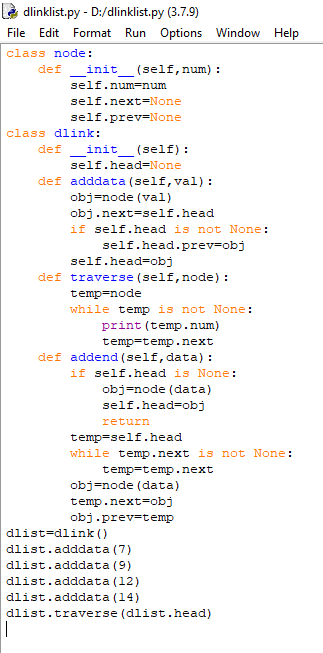 dlinklist.py - D:/dlinklist.py (3.7.9)
File Edit Format Run Options Window Help
class node:
    def __init__(self,num):
        self.num=num
        self.next=None
        self.prev=None
class dlink:
    def __init__(self):
        self.head=None
    def adddata(self,val):
        obj=node(val)
        obj.next=self.head
        if self.head is not None:
            self.head.prev=obj
        self.head=obj
    def traverse(self,node):
        temp=node
        while temp is not None:
            print(temp.num)
            temp=temp.next
    def addend(self,data):
        if self.head is None:
            obj=node(data)
            self.head=obj
            return
        temp=self.head
        while temp.next is not None:
            temp=temp.next
        obj=node(data)
        temp.next=obj
        obj.prev=temp
dlist=dlink()
dlist.adddata(7)
dlist.adddata(9)
dlist.adddata(12)
dlist.adddata(14)
dlist.traverse(dlist.head)